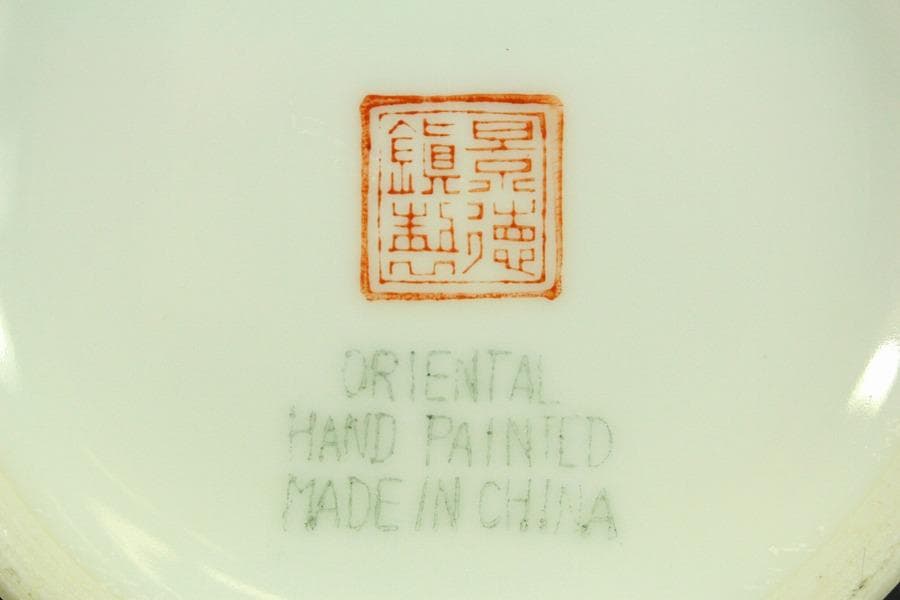 景德
鎮製
ORIENTAL
HAND PAINTED
MADE IN CHINA